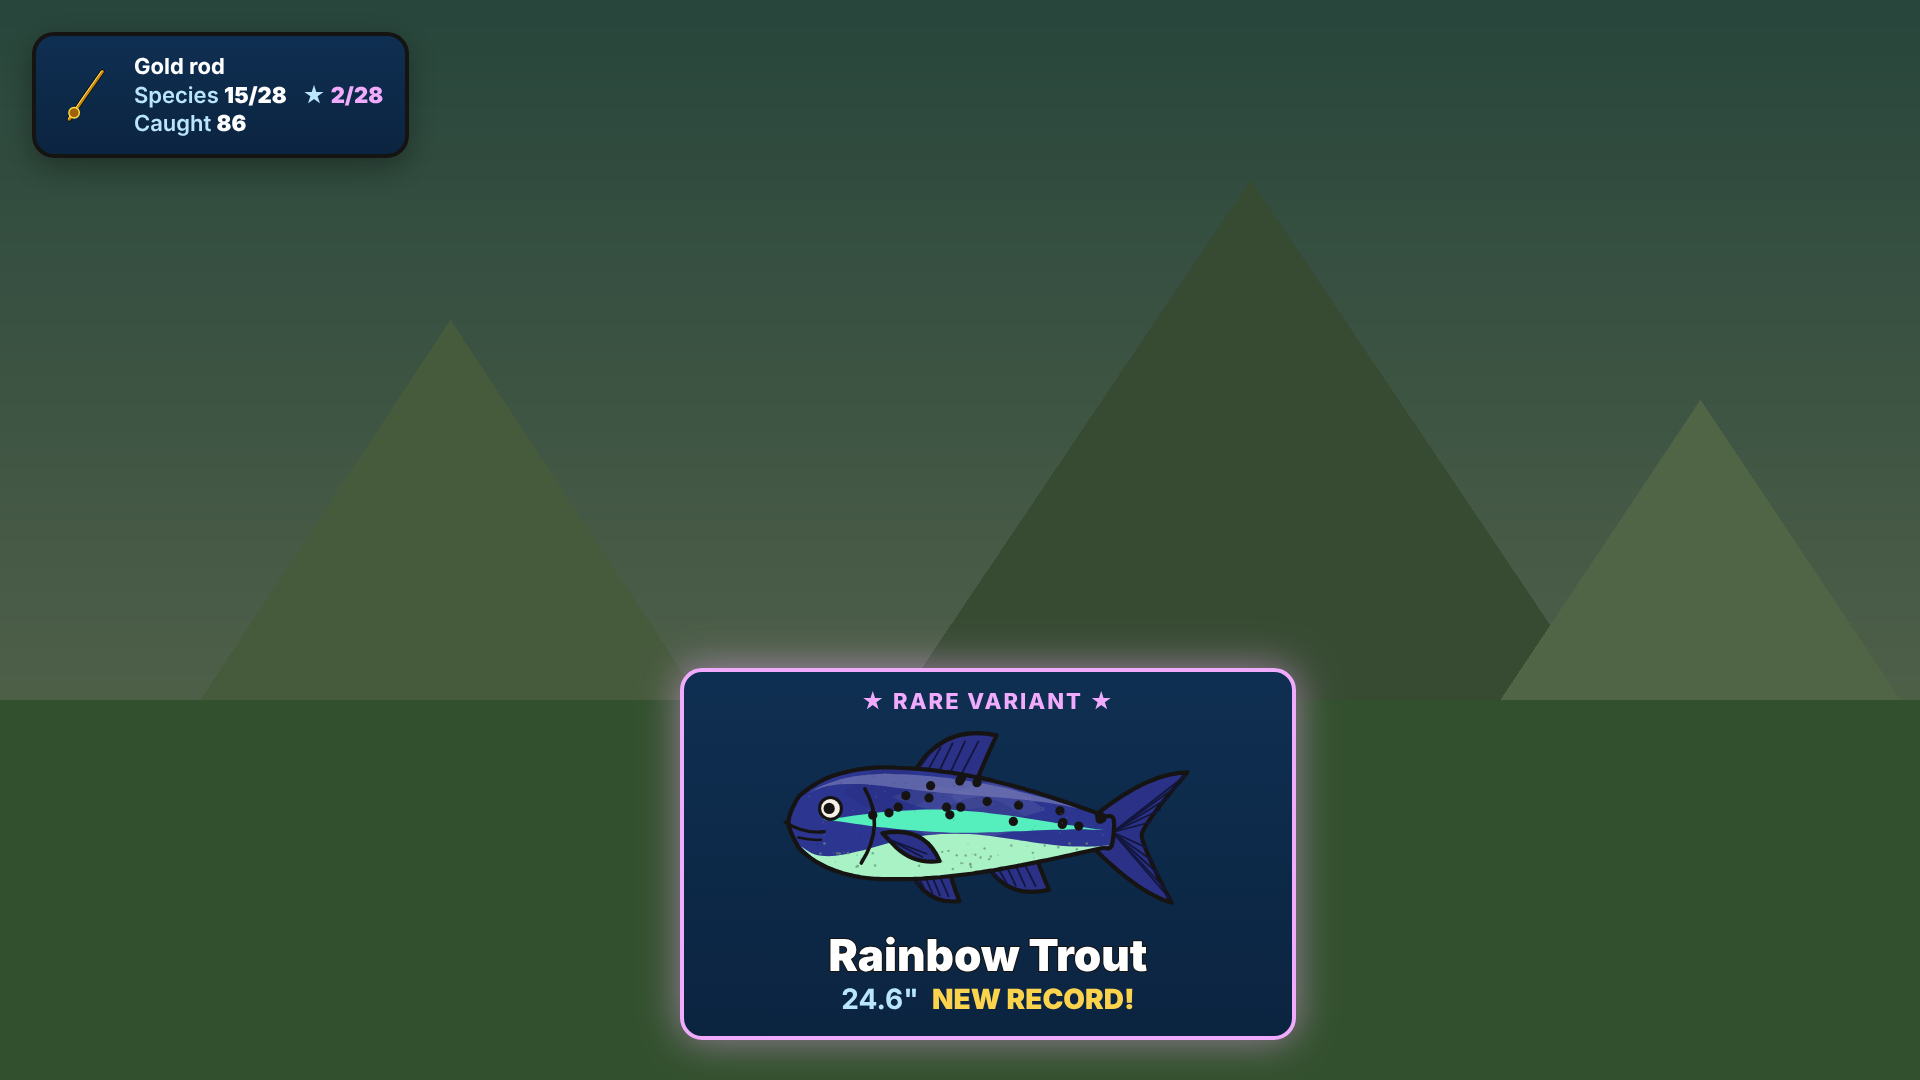 Gold rod
Species 15/28 ★ 2/28
Caught 86
★ RARE VARIANT ★
Rainbow Trout
24.6" NEW RECORD!